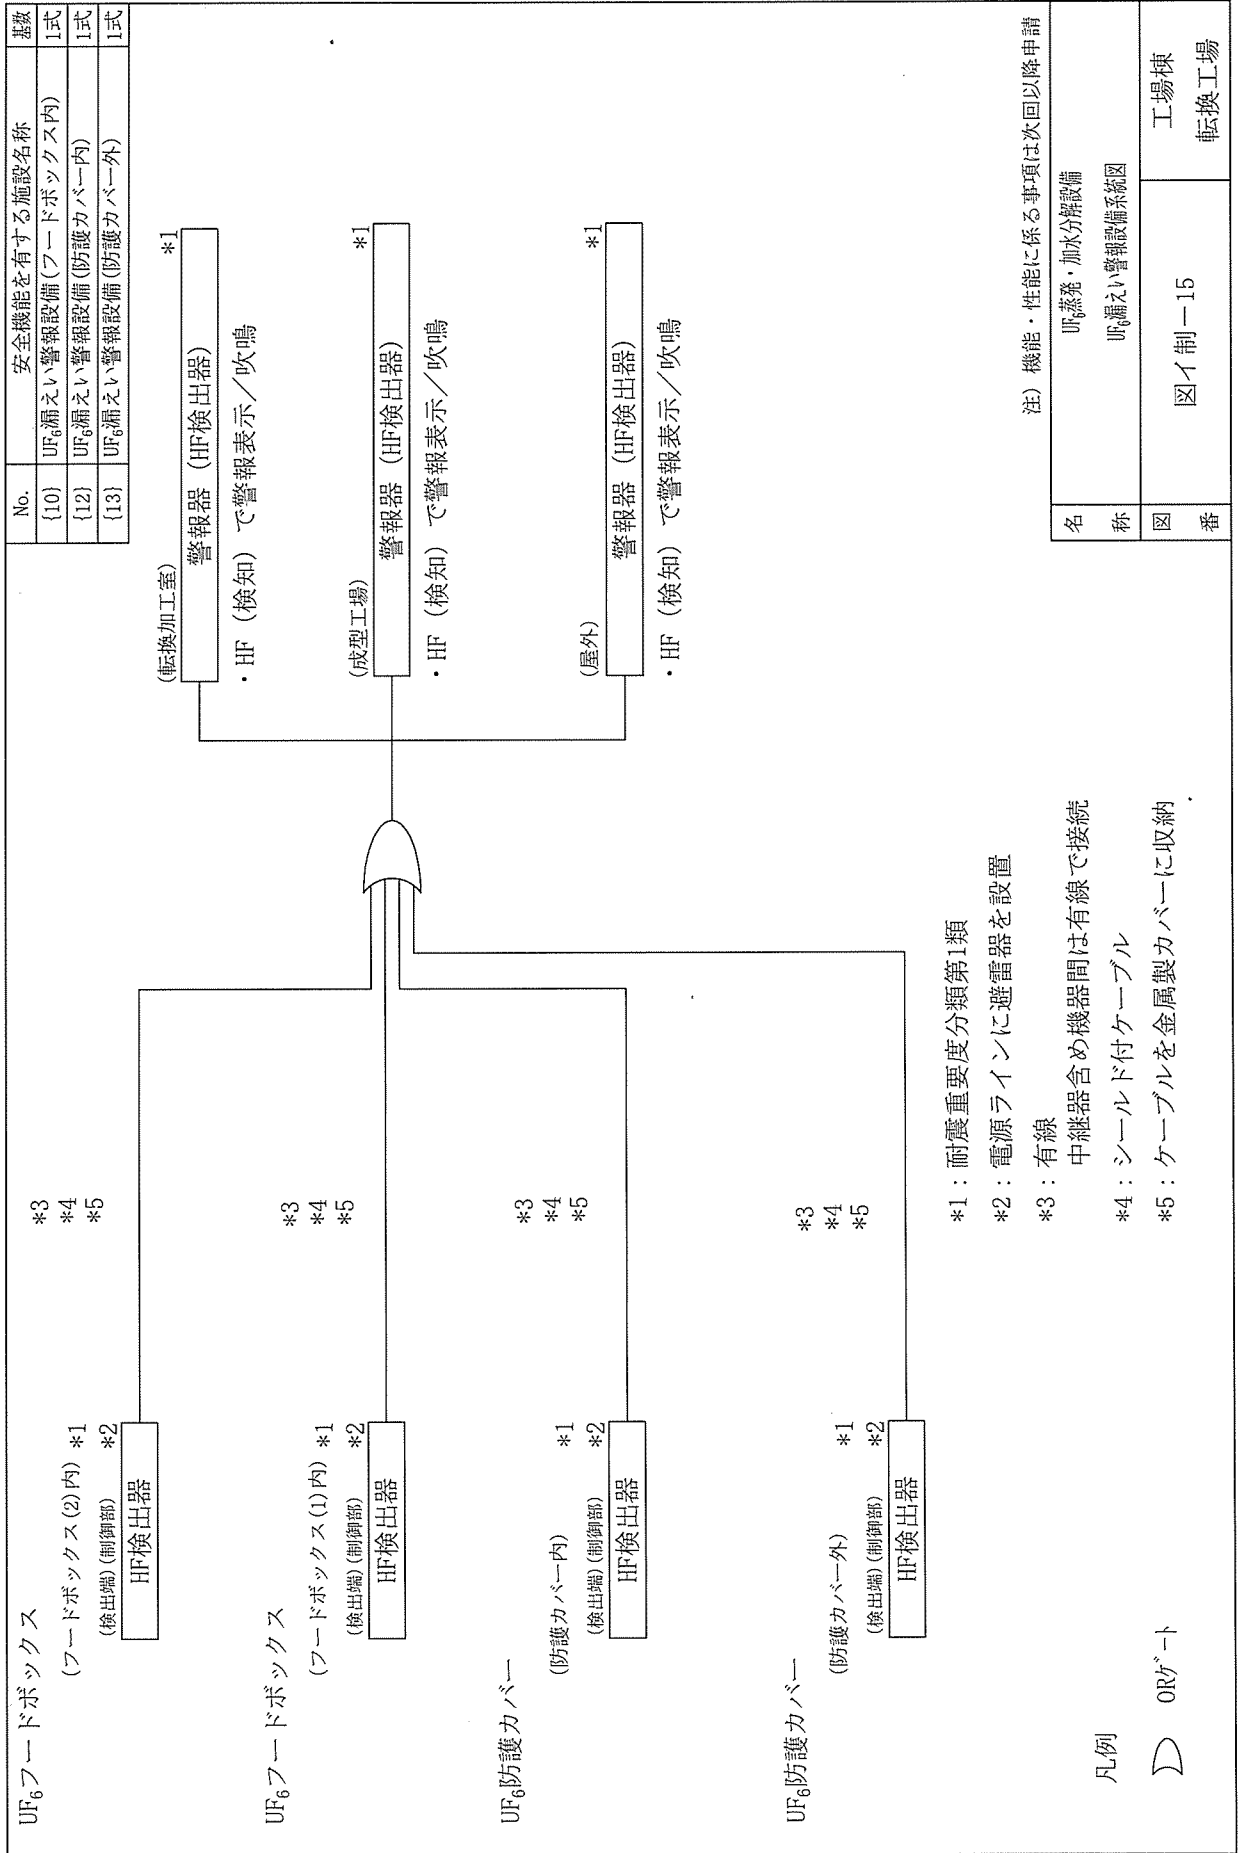 No. 安全機能を有する施設名称 基数
{10} UF₆漏えい警報設備(フードボックス内) 1式
{12} UF₆漏えい警報設備(防護カバー内) 1式
{13} UF₆漏えい警報設備(防護カバー外) 1式
UF₆フードボックス
(フードボックス(2)内) *1
(検出端)(制御部) *2
HF検出器
*3
*4
*5
UF₆フードボックス
(フードボックス(1)内) *1
(検出端)(制御部) *2
HF検出器
*3
*4
*5
UF₆防護カバー
(防護カバー内) *1
(検出端)(制御部) *2
HF検出器
*3
*4
*5
UF₆防護カバー
(防護カバー外) *1
(検出端)(制御部) *2
HF検出器
*3
*4
*5
(転換加工室) *1
警報器 (HF検出器)
・HF (検知) で警報表示/吹鳴
(成型工場) *1
警報器 (HF検出器)
・HF (検知) で警報表示/吹鳴
(屋外) *1
警報器 (HF検出器)
・HF (検知) で警報表示/吹鳴
*1:耐震重要度分類第1類
*2:電源ラインに避雷器を設置
*3:有線
中継器含め機器間は有線で接続
*4:シールド付ケーブル
*5:ケーブルを金属製カバーに収納
凡例
ORゲート
注) 機能・性能に係る事項は次回以降申請
名称
UF₆蒸発・加水分解設備
UF₆漏えい警報設備系統図
図番
図イ制-15
工場棟
転換工場